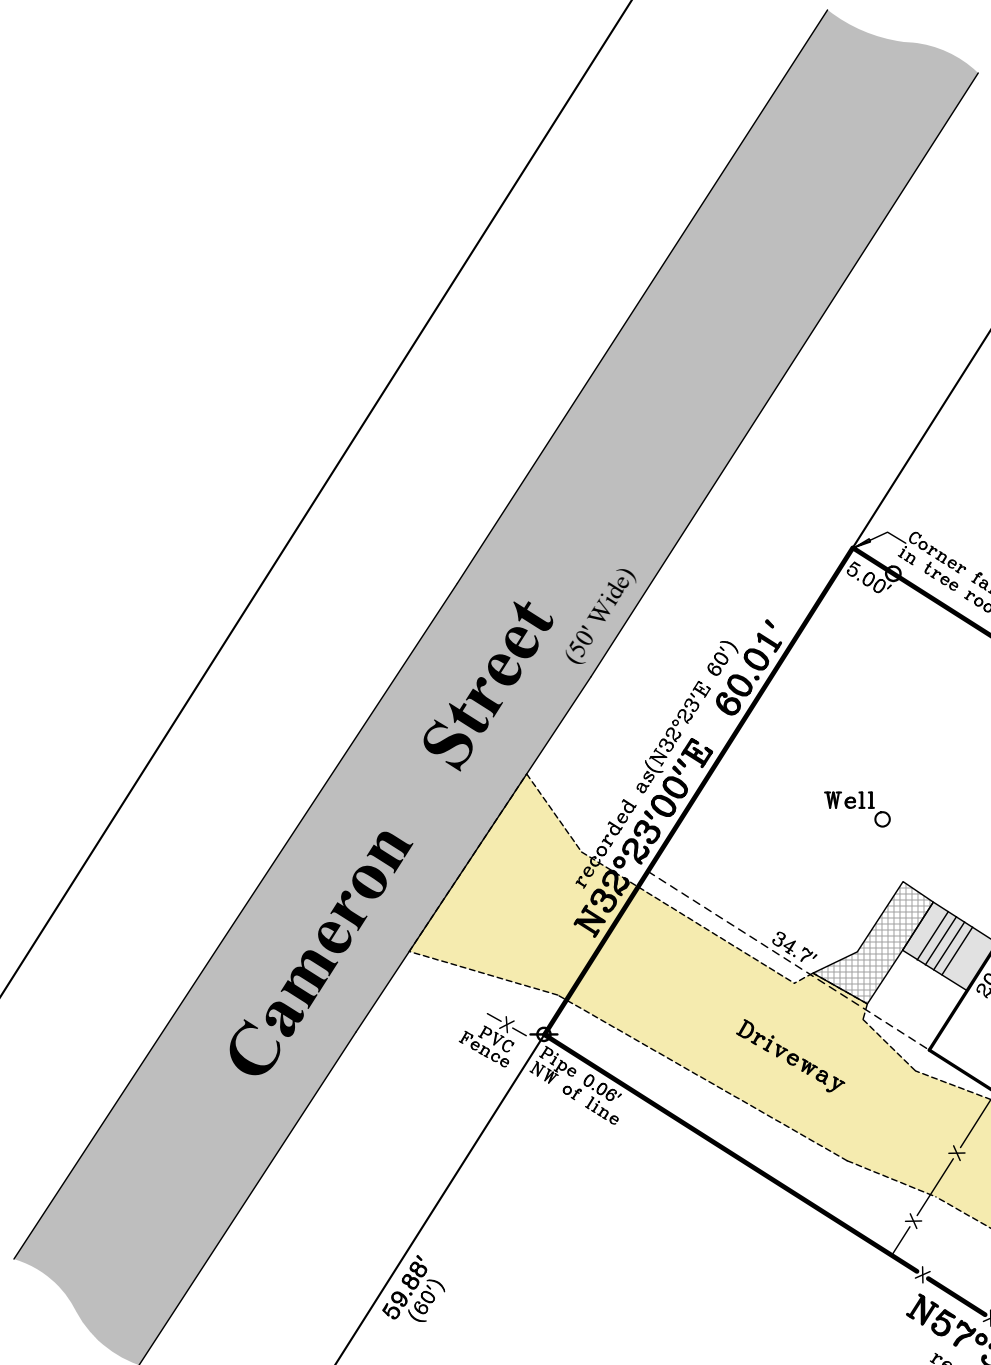 Cameron Street
(50' Wide)
recorded as(N32°23'E 60')
N32°23'00"E 60.01'
Corner
in tree
5.00'
Well
34.7'
Driveway
PVC
Fence
Pipe 0.06'
NW of line
59.88'
(60')